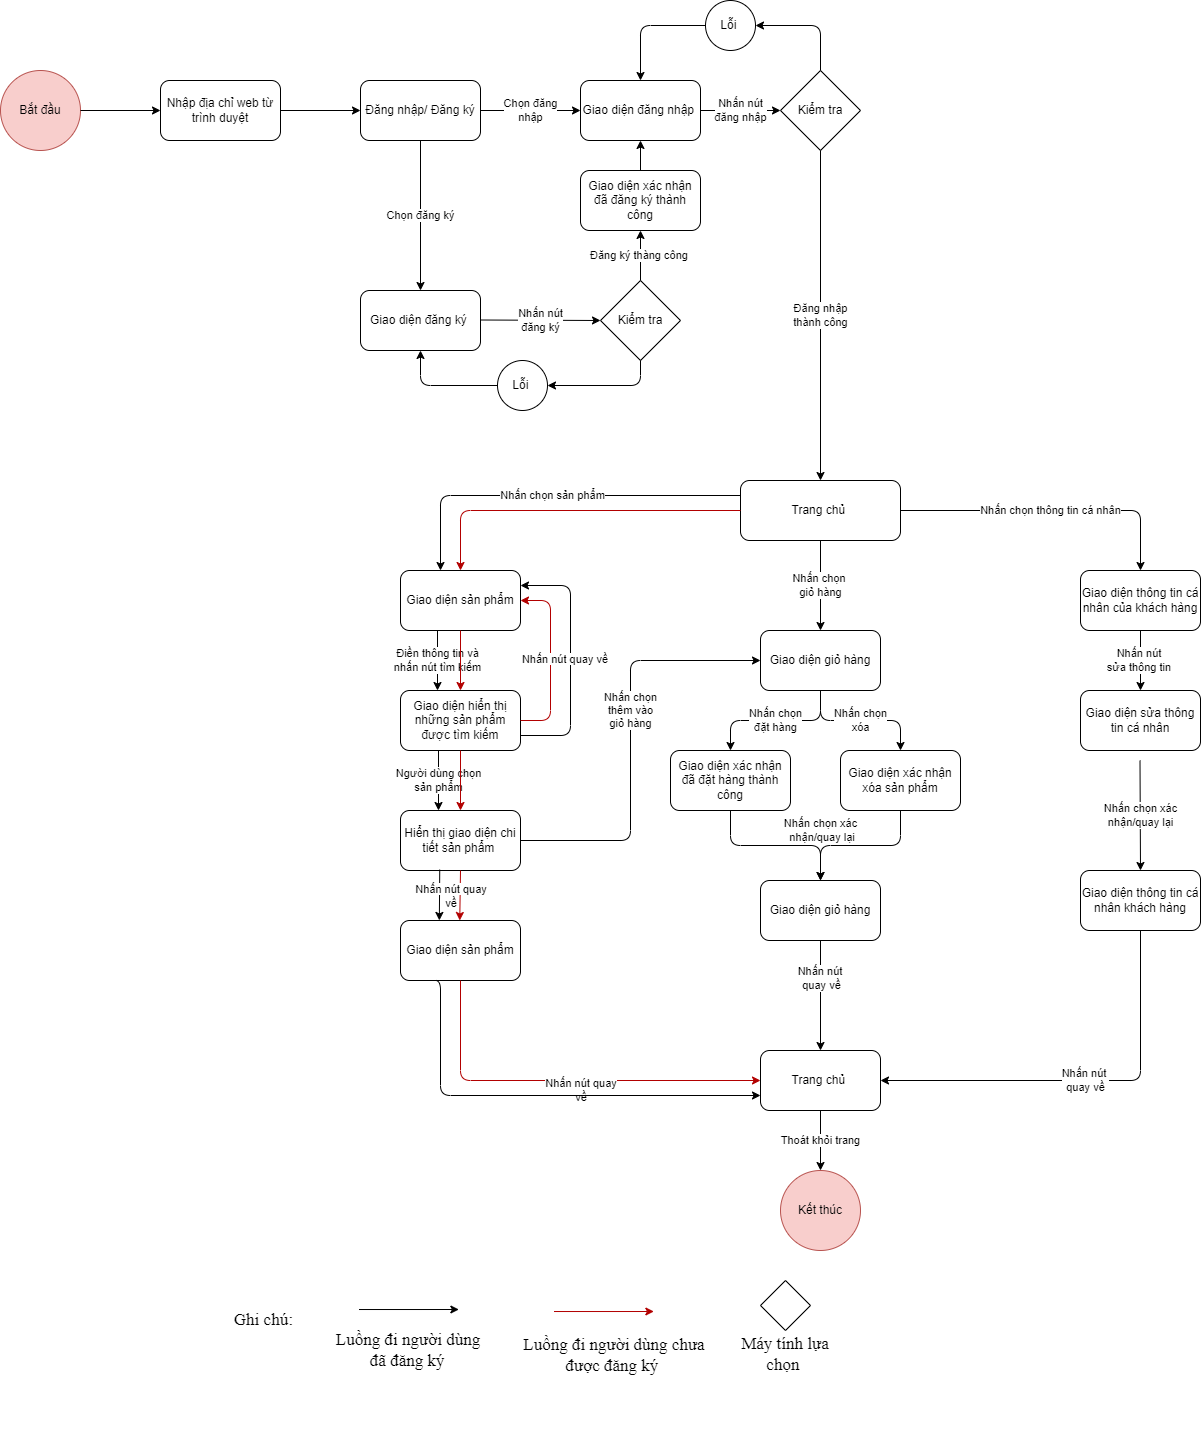 Lỗi
Bắt đầu
Nhập địa chỉ web từ
trình duyệt
Đăng nhập/ Đăng ký
Chọn đăng
nhập
Giao diện đăng nhập
Nhấn nút
đăng nhập
Kiểm tra
Giao diện xác nhận
đã đăng ký thành
công
Chọn đăng ký
Đăng ký thàng công
Giao diện đăng ký
Nhấn nút
đăng ký
Kiểm tra
Đăng nhập
thành công
Lỗi
Nhấn chọn sản phẩm
Trang chủ
Nhấn chọn thông tin cá nhân
Giao diện sản phẩm
Nhấn chọn
giỏ hàng
Giao diện thông tin cá
nhân của khách hàng
Điền thông tin và
nhấn nút tìm kiếm
Nhấn nút quay về
Giao diện giỏ hàng
Nhấn nút
sửa thông tin
Giao diện hiển thị
những sản phẩm
được tìm kiếm
Nhấn chọn
thêm vào
giỏ hàng
Nhấn chọn
đặt hàng
Nhấn chọn
xóa
Giao diện sửa thông
tin cá nhân
Người dùng chọn
sản phẩm
Giao diện xác nhận
đã đặt hàng thành
công
Giao diện xác nhận
xóa sản phẩm
Hiển thị giao diện chi
tiết sản phẩm
Nhấn chọn xác
nhận/quay lại
Nhấn chọn xác
nhận/quay lại
Nhấn nút quay
về
Giao diện thông tin cá
nhân khách hàng
Giao diện sản phẩm
Giao diện giỏ hàng
Nhấn nút
quay về
Nhấn nút quay
về
Trang chủ
Nhấn nút
quay về
Thoát khỏi trang
Kết thúc
Ghi chú:
Luồng đi người dùng
đã đăng ký
Luồng đi người dùng chưa
được đăng ký
Máy tính lựa
chọn